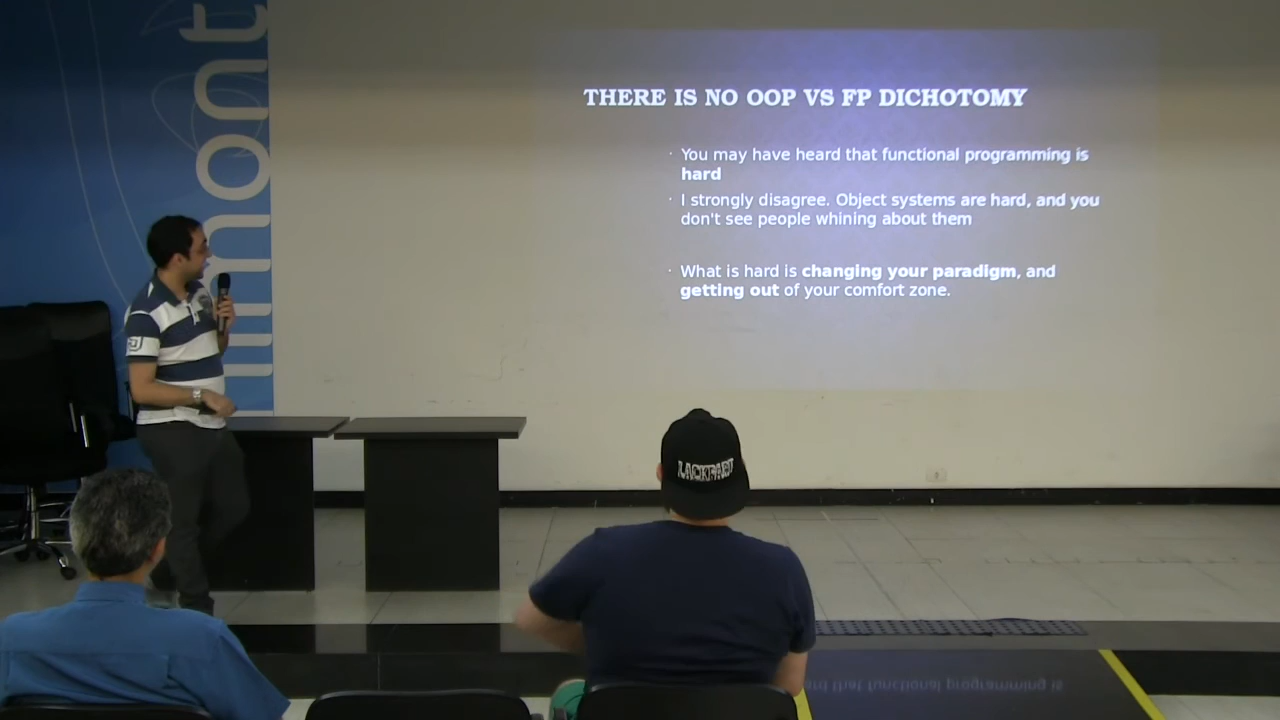 THERE IS NO OOP VS FP DICHOTOMY
· You may have heard that functional programming is
hard
· I strongly disagree. Object systems are hard, and you
don't see people whining about them
· What is hard is changing your paradigm, and
getting out of your comfort zone.